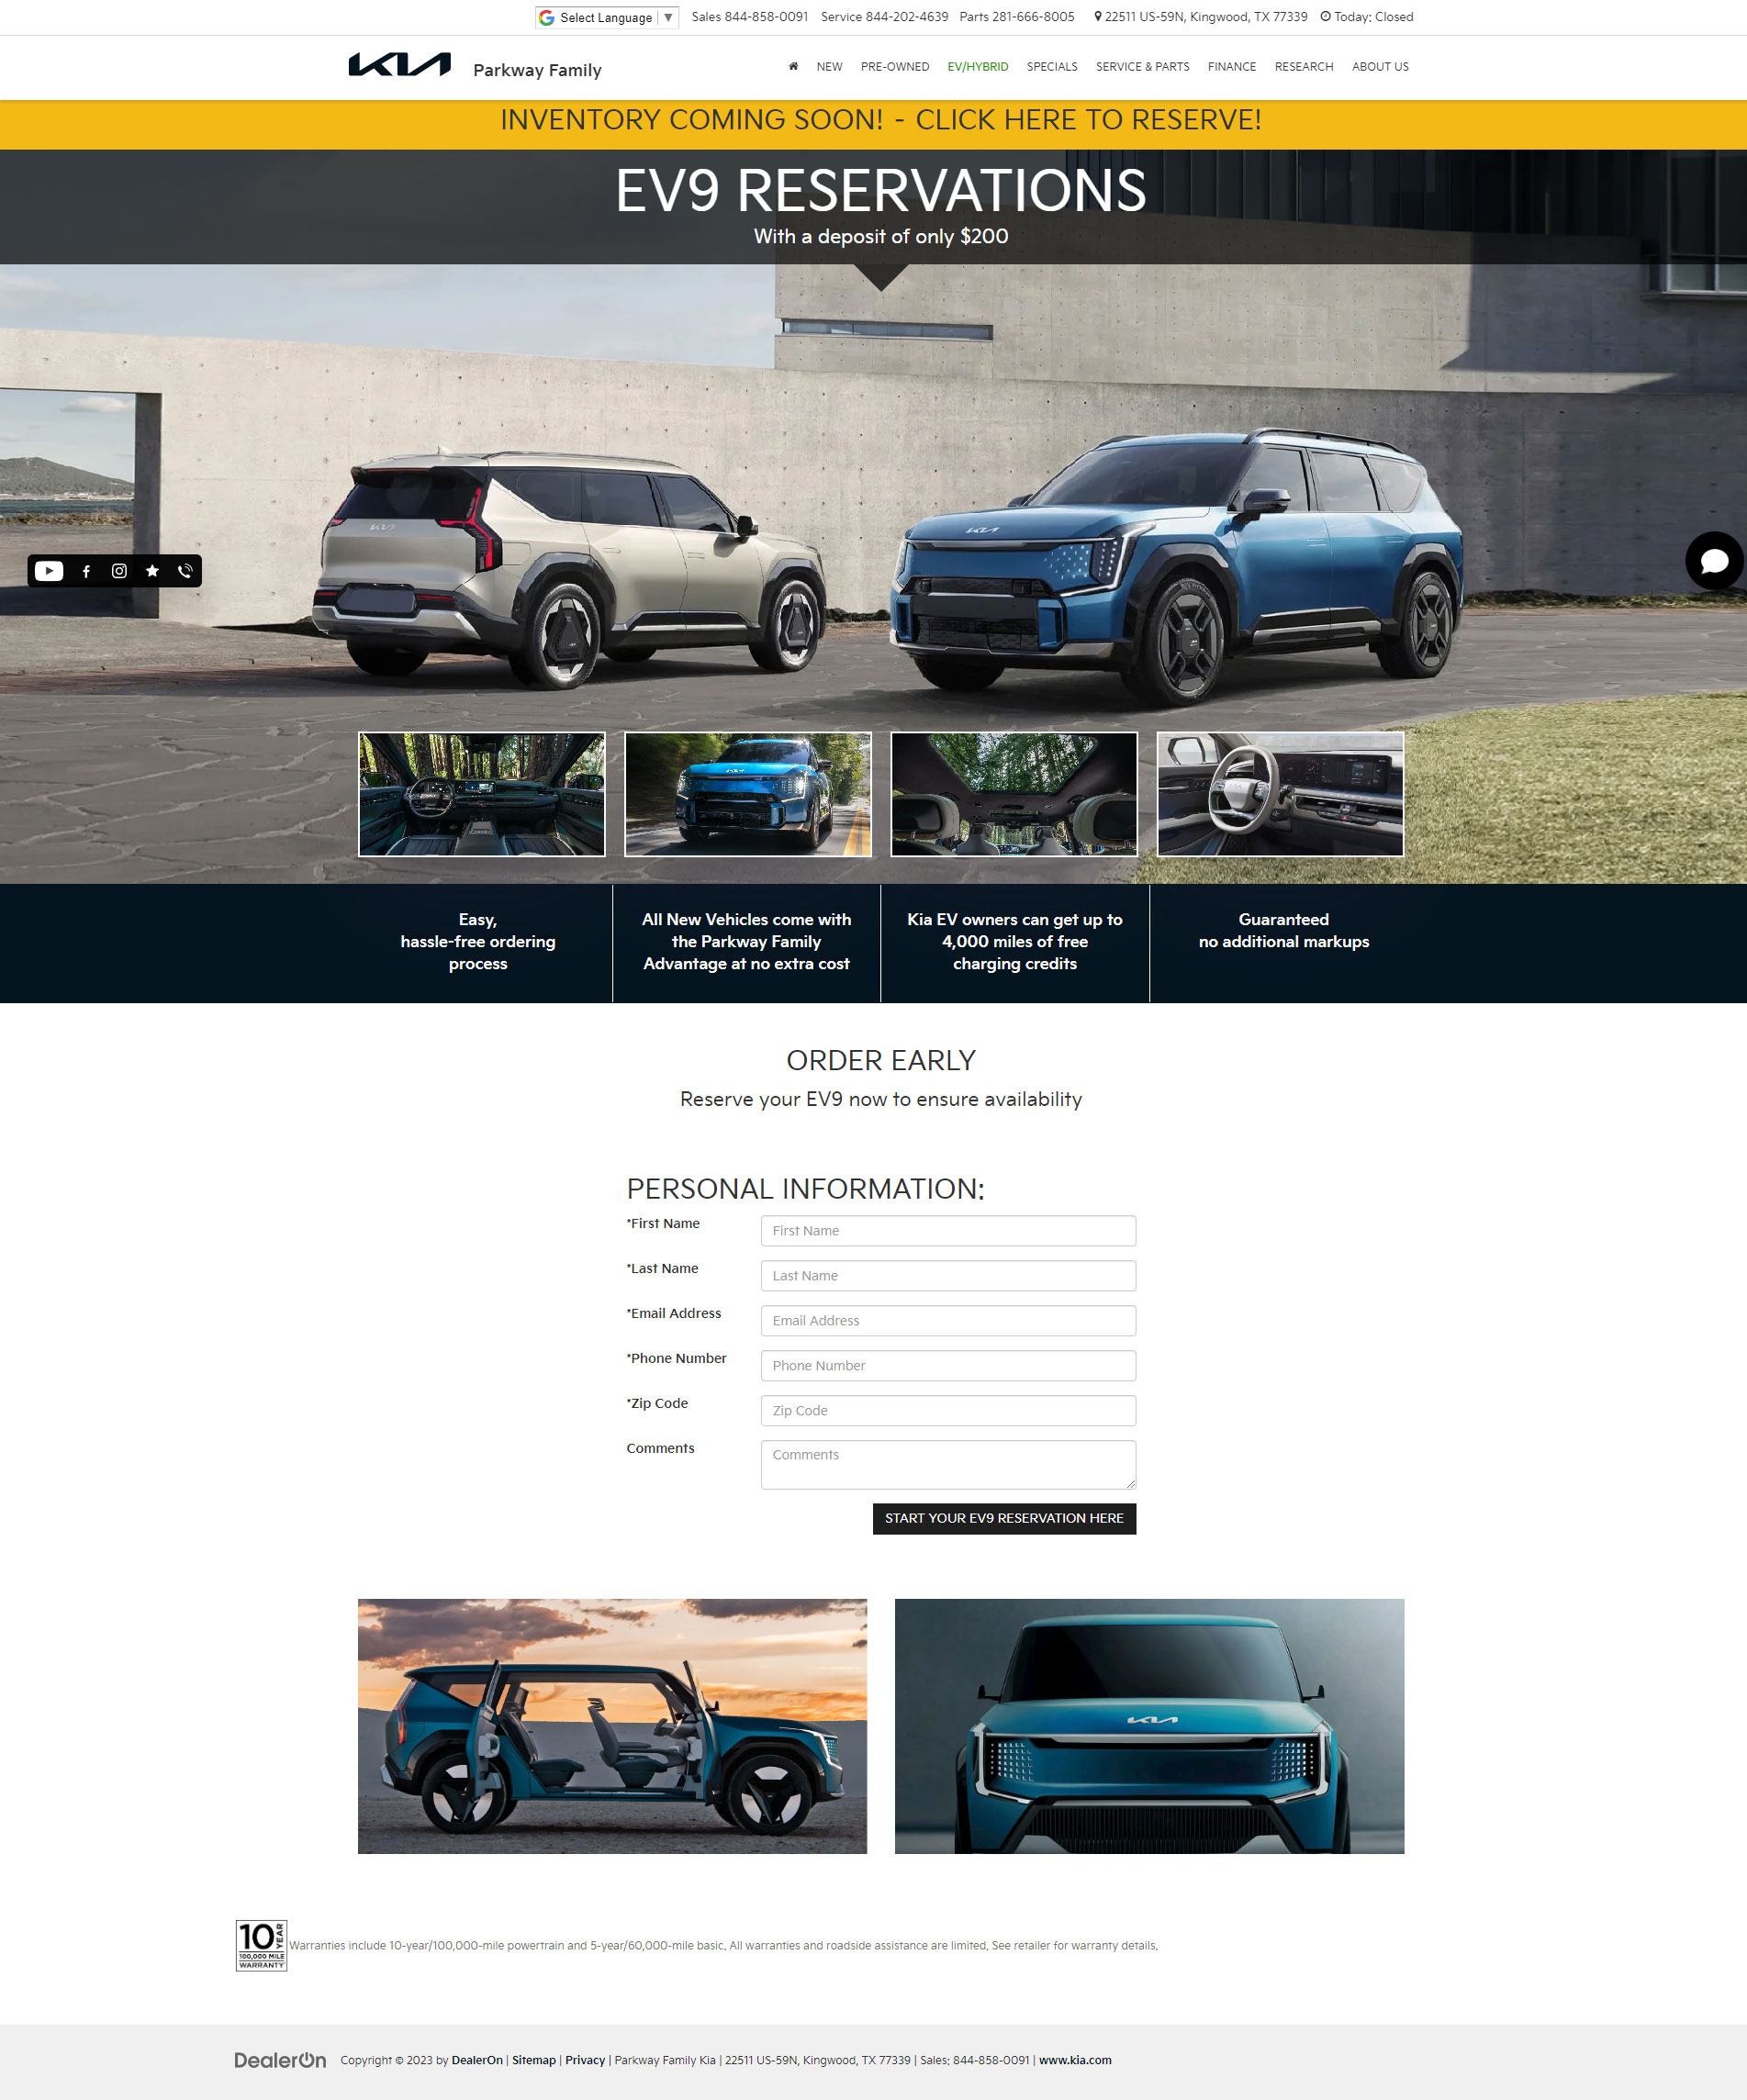 Select Language ▼ Sales 844-858-0091 Service 844-202-4639 Parts 281-666-8005 22511 US-59N, Kingwood, TX 77339 Today: Closed
KIA Parkway Family
NEW PRE-OWNED EV/HYBRID SPECIALS SERVICE & PARTS FINANCE RESEARCH ABOUT US
INVENTORY COMING SOON! - CLICK HERE TO RESERVE!
EV9 RESERVATIONS
With a deposit of only $200
Easy,
hassle-free ordering
process
All New Vehicles come with
the Parkway Family
Advantage at no extra cost
Kia EV owners can get up to
4,000 miles of free
charging credits
Guaranteed
no additional markups
ORDER EARLY
Reserve your EV9 now to ensure availability
PERSONAL INFORMATION:
*First Name First Name
*Last Name Last Name
*Email Address Email Address
*Phone Number Phone Number
*Zip Code Zip Code
Comments Comments
START YOUR EV9 RESERVATION HERE
10 YEAR
100,000 MILE
WARRANTY
Warranties include 10-year/100,000-mile powertrain and 5-year/60,000-mile basic. All warranties and roadside assistance are limited. See retailer for warranty details.
DealerOn Copyright © 2023 by DealerOn | Sitemap | Privacy | Parkway Family Kia | 22511 US-59N, Kingwood, TX 77339 | Sales: 844-858-0091 | www.kia.com